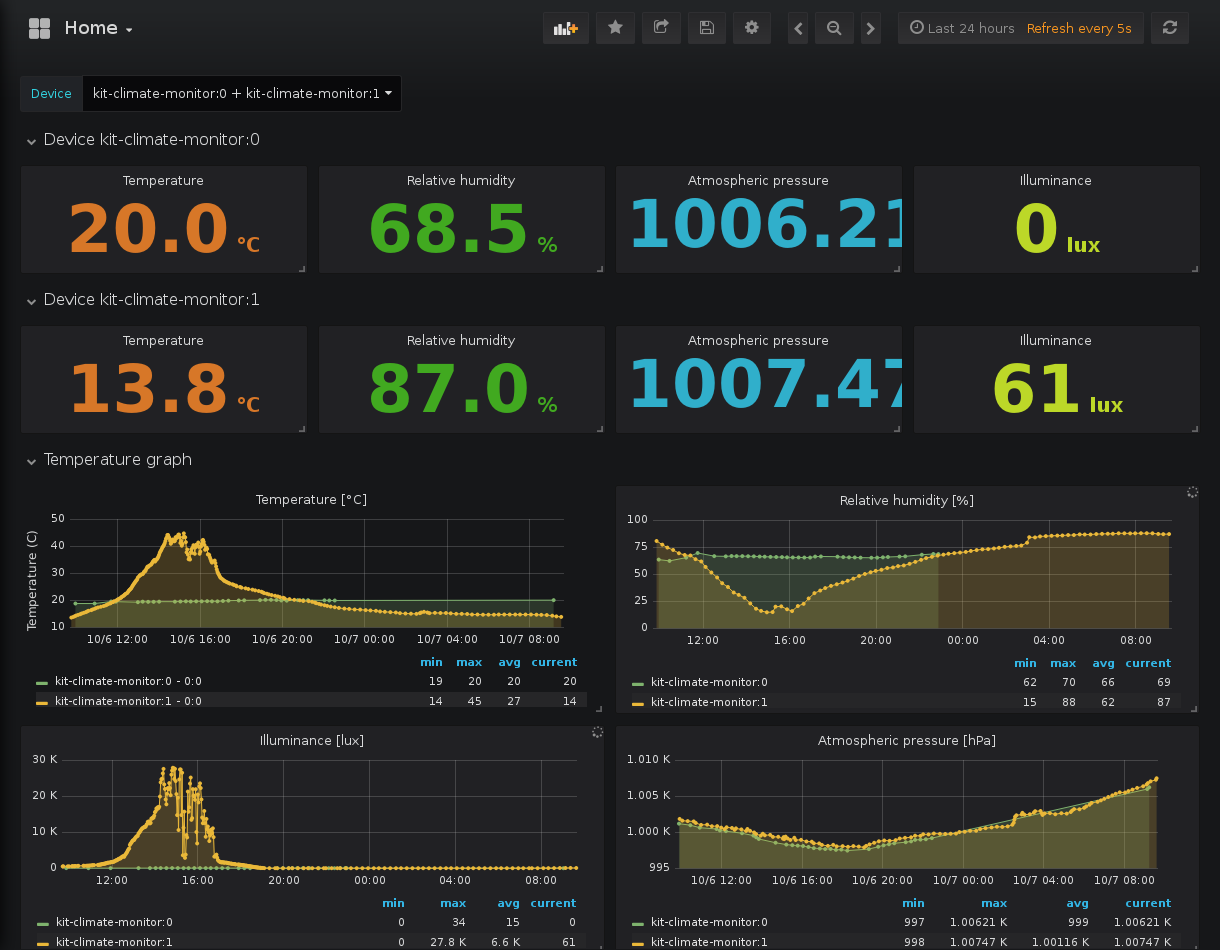 Home
Last 24 hours Refresh every 5s
Device kit-climate-monitor:0 + kit-climate-monitor:1
Device kit-climate-monitor:0
Temperature Relative humidity Atmospheric pressure Illuminance
20.0 °C 68.5 % 1006.21 0 lux
Device kit-climate-monitor:1
Temperature Relative humidity Atmospheric pressure Illuminance
13.8 °C 87.0 % 1007.47 61 lux
Temperature graph
Temperature [°C]
Temperature (C)
50
40
30
20
10
10/6 12:00 10/6 16:00 10/6 20:00 10/7 00:00 10/7 04:00 10/7 08:00
min max avg current
kit-climate-monitor:0 - 0:0 19 20 20 20
kit-climate-monitor:1 - 0:0 14 45 27 14
Relative humidity [%]
100
75
50
25
0
12:00 16:00 20:00 00:00 04:00 08:00
min max avg current
kit-climate-monitor:0 62 70 66 69
kit-climate-monitor:1 15 88 62 87
Illuminance [lux]
30 K
20 K
10 K
0
12:00 16:00 20:00 00:00 04:00 08:00
min max avg current
kit-climate-monitor:0 0 34 15 0
kit-climate-monitor:1 0 27.8 K 6.6 K 61
Atmospheric pressure [hPa]
1.010 K
1.005 K
1.000 K
995
10/6 12:00 10/6 16:00 10/6 20:00 10/7 00:00 10/7 04:00 10/7 08:00
min max avg current
kit-climate-monitor:0 997 1.00621 K 999 1.00621 K
kit-climate-monitor:1 998 1.00747 K 1.00116 K 1.00747 K